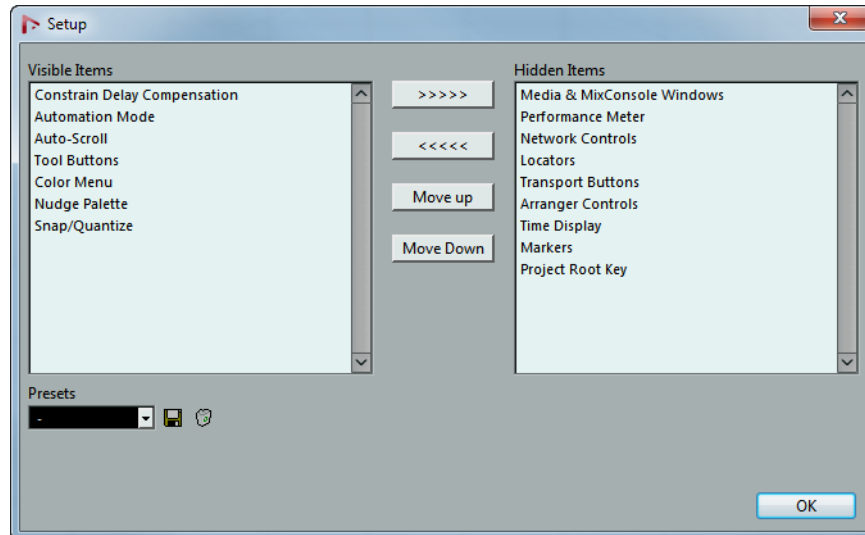 Setup
Visible Items
Constrain Delay Compensation
Automation Mode
Auto-Scroll
Tool Buttons
Color Menu
Nudge Palette
Snap/Quantize
>>>>>
<<<<<
Move up
Move Down
Hidden Items
Media & MixConsole Windows
Performance Meter
Network Controls
Locators
Transport Buttons
Arranger Controls
Time Display
Markers
Project Root Key
Presets
-
OK